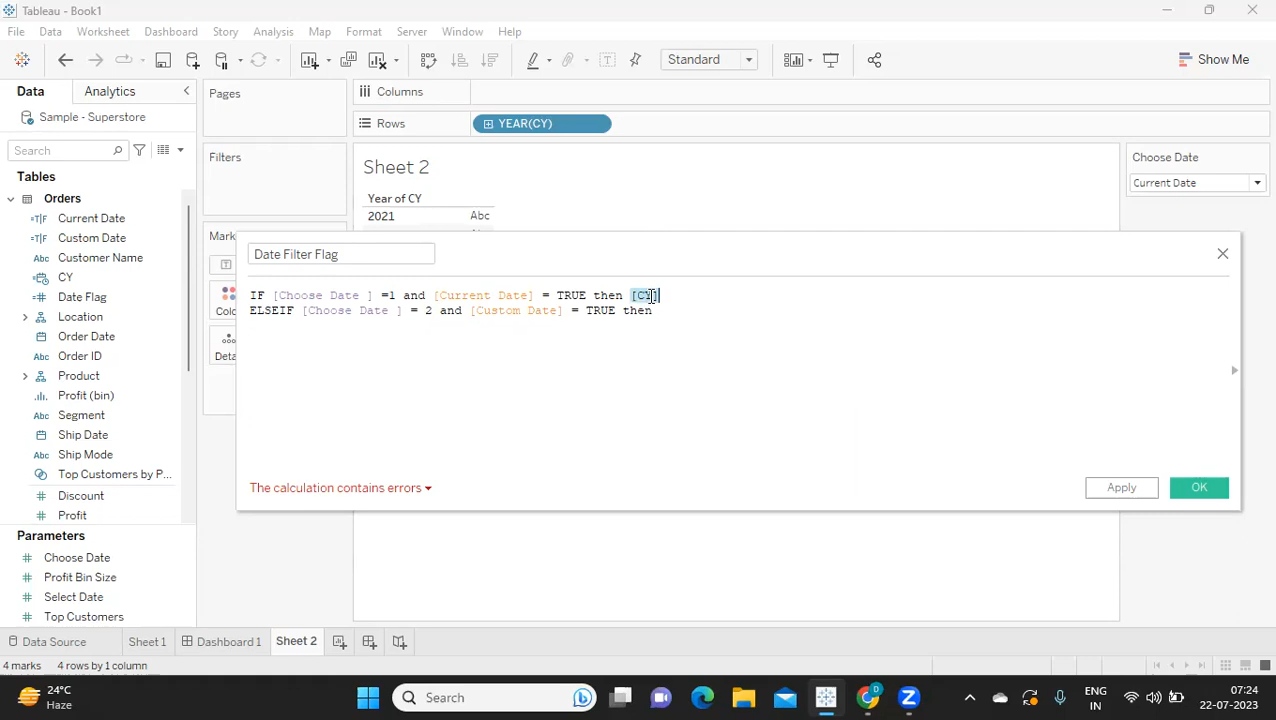 Tableau - Book1
File Data Worksheet Dashboard Story Analysis Map Format Server Window Help
Standard
Show Me
Data Analytics
Pages
Columns
Sample - Superstore
Rows YEAR(CY)
Search
Filters
Sheet 2
Choose Date
Tables
Current Date
Orders
Year of CY
Current Date
2021 Abc
Custom Date
Customer Name
Date Filter Flag
CY
Date Flag
IF [Choose Date ] =1 and [Current Date] = TRUE then [CY]
ELSEIF [Choose Date ] = 2 and [Custom Date] = TRUE then
Location
Order Date
Order ID
Product
Profit (bin)
Segment
Ship Date
Ship Mode
Top Customers by P...
The calculation contains errors
Apply OK
Discount
Profit
Parameters
Choose Date
Profit Bin Size
Select Date
Top Customers
Data Source Sheet 1 Dashboard 1 Sheet 2
4 marks 4 rows by 1 column
24°C
Haze
Search
ENG
IN
07:24
22-07-2023